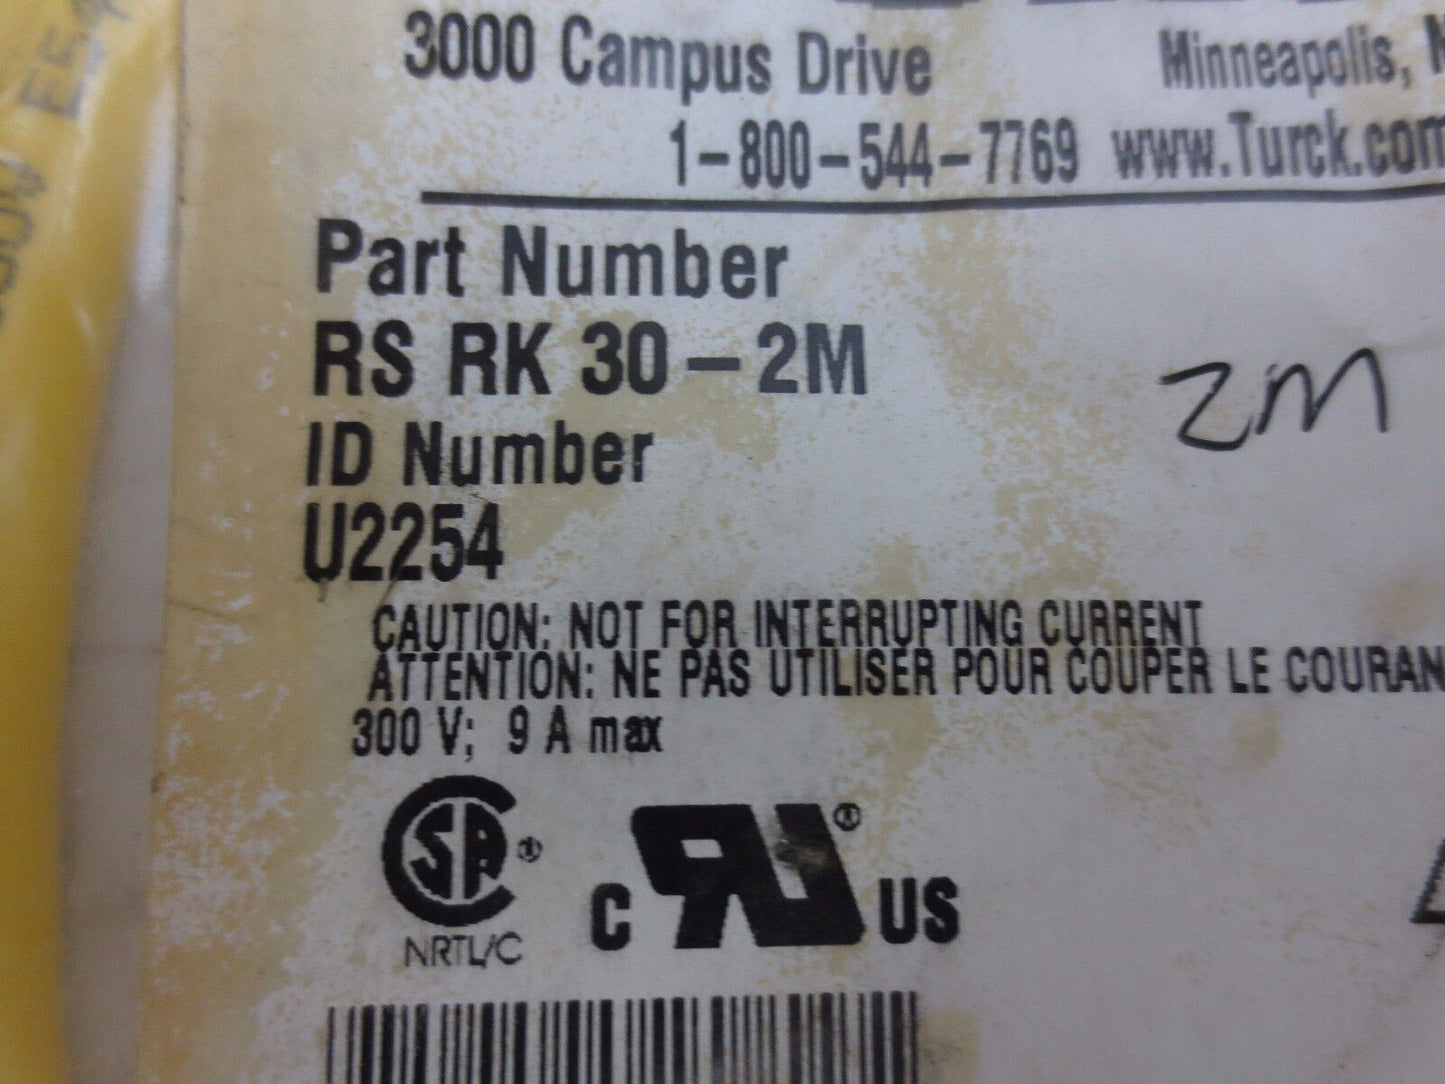 3000 Campus Drive Minneapolis,
1-800-544-7769 www.Turck.com
Part Number
RS RK 30-2M
2M
ID Number
U2254
CAUTION: NOT FOR INTERRUPTING CURRENT
ATTENTION: NE PAS UTILISER POUR COUPER LE COURAN
300 V; 9 A max
CSA ®
NRTL/C
C RU ® US